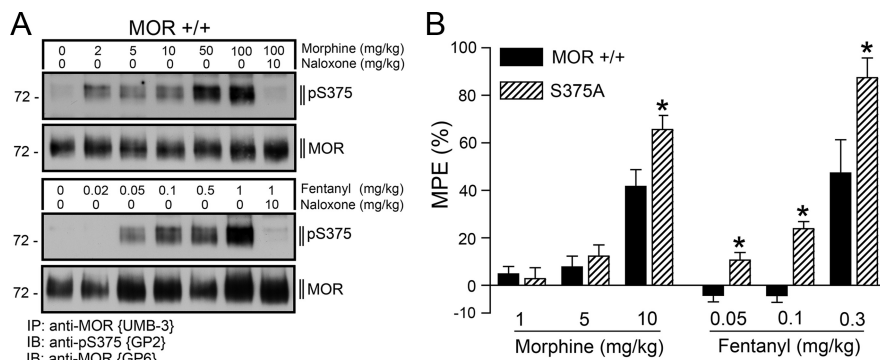 A
MOR +/+
0 2 5 10 50 100 100 Morphine (mg/kg)
0 0 0 0 0 0 10 Naloxone (mg/kg)
72 - pS375
72 - MOR
0 0.02 0.05 0.1 0.5 1 1 Fentanyl (mg/kg)
0 0 0 0 0 0 10 Naloxone (mg/kg)
72 - pS375
72 - MOR
IP: anti-MOR {UMB-3}
IB: anti-pS375 {GP2}
IB: anti-MOR {GP6}
B
MPE (%)
100
80
60
40
20
0
-10
MOR +/+
S375A
* * * *
1 5 10 0.05 0.1 0.3
Morphine (mg/kg) Fentanyl (mg/kg)